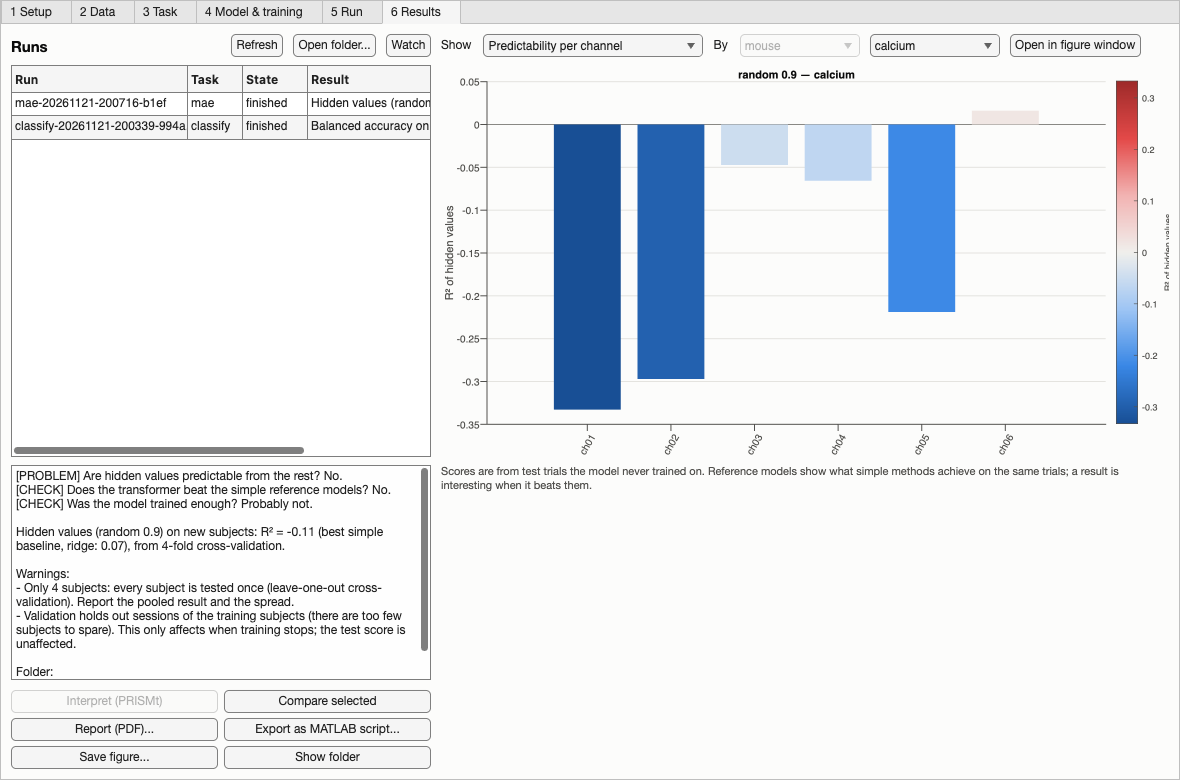 1 Setup
2 Data
3 Task
4 Model & training
5 Run
6 Results
Runs
Refresh
Open folder...
Watch
Show
Predictability per channel
By
mouse
calcium
Open in figure window
Run
Task
State
Result
mae-20261121-200716-b1ef
mae
finished
Hidden values (random
classify-20261121-200339-994a
classify
finished
Balanced accuracy on
random 0.9 — calcium
0.05
0
-0.05
-0.1
-0.15
-0.2
-0.25
-0.3
-0.35
R² of hidden values
ch01
ch02
ch03
ch04
ch05
ch06
0.3
0.2
0.1
0
-0.1
-0.2
-0.3
R² of hidden values
Scores are from test trials the model never trained on. Reference models show what simple methods achieve on the same trials; a result is
interesting when it beats them.
[PROBLEM] Are hidden values predictable from the rest? No.
[CHECK] Does the transformer beat the simple reference models? No.
[CHECK] Was the model trained enough? Probably not.
Hidden values (random 0.9) on new subjects: R² = -0.11 (best simple
baseline, ridge: 0.07), from 4-fold cross-validation.
Warnings:
- Only 4 subjects: every subject is tested once (leave-one-out cross-
validation). Report the pooled result and the spread.
- Validation holds out sessions of the training subjects (there are too few
subjects to spare). This only affects when training stops; the test score is
unaffected.
Folder:
Interpret (PRISMt)
Compare selected
Report (PDF)...
Export as MATLAB script...
Save figure...
Show folder